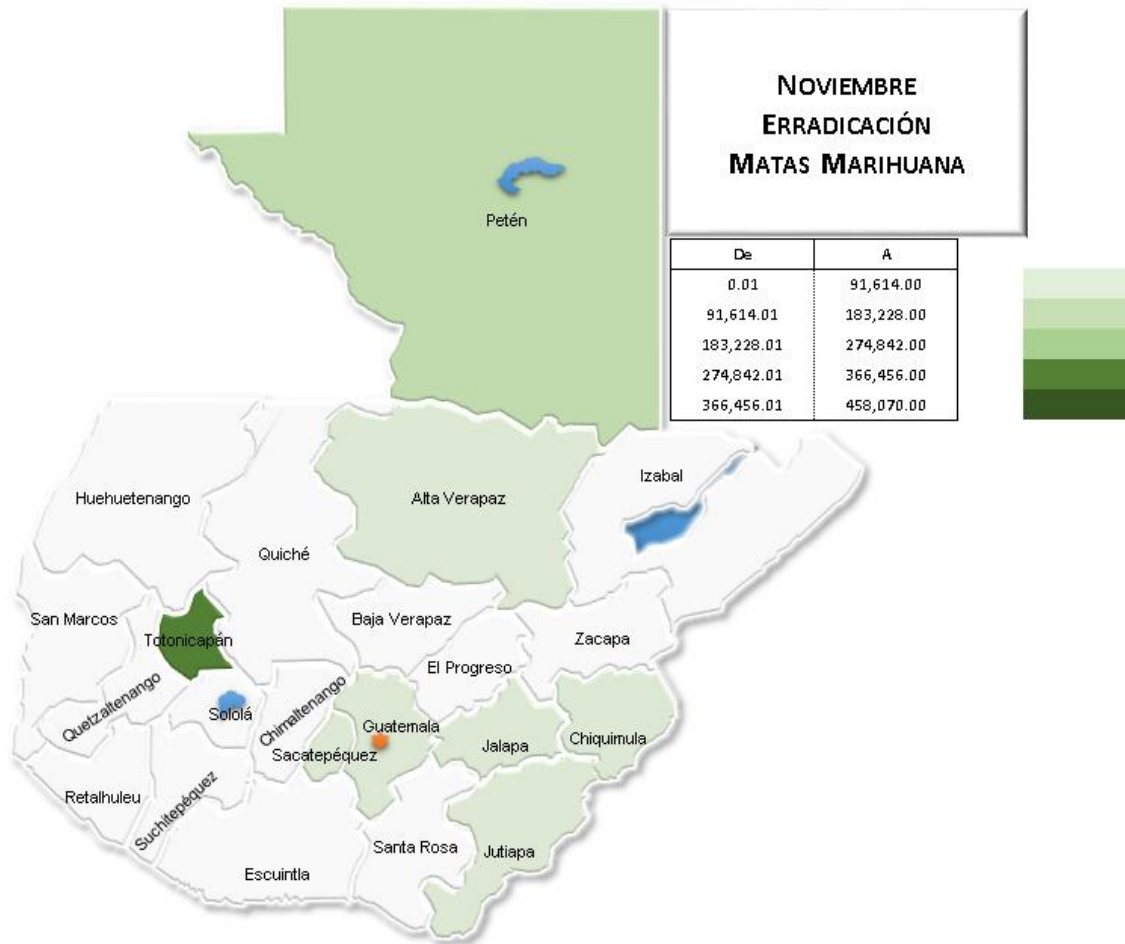 NOVIEMBRE
ERRADICACIÓN
MATAS MARIHUANA
Petén
De A
0.01 91,614.00
91,614.01 183,228.00
183,228.01 274,842.00
274,842.01 366,456.00
366,456.01 458,070.00
Huehuetenango
Alta Verapaz
Izabal
Quiché
San Marcos
Totonicapán
Baja Verapaz
El Progreso
Zacapa
Quetzaltenango
Sololá
Chimaltenango
Guatemala
Sacatepéquez
Jalapa
Chiquimula
Retalhuleu
Suchitepéquez
Santa Rosa
Jutiapa
Escuintla